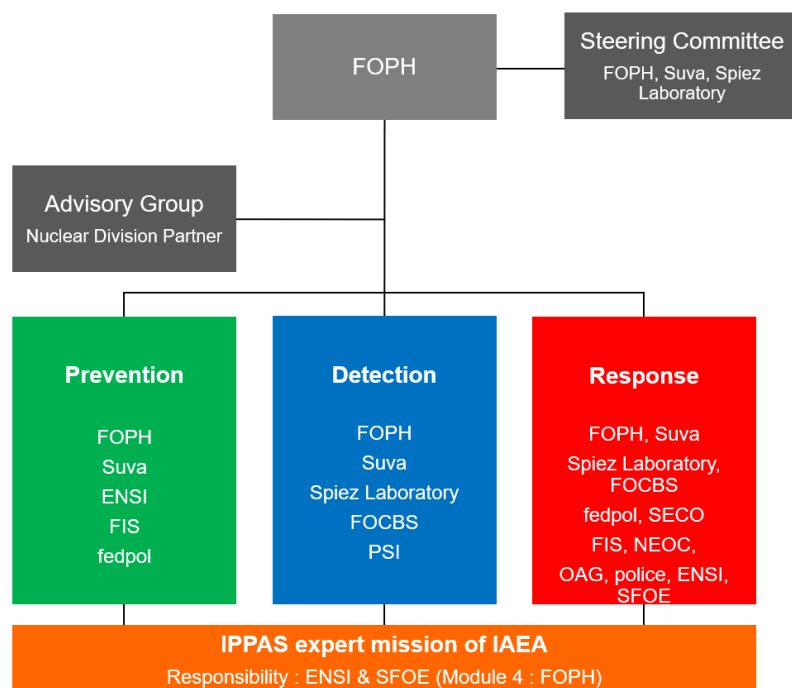 FOPH
Steering Committee
FOPH, Suva, Spiez
Laboratory
Advisory Group
Nuclear Division Partner
Prevention
FOPH
Suva
ENSI
FIS
fedpol
Detection
FOPH
Suva
Spiez Laboratory
FOCBS
PSI
Response
FOPH, Suva
Spiez Laboratory,
FOCBS
fedpol, SECO
FIS, NEOC,
OAG, police, ENSI,
SFOE
IPPAS expert mission of IAEA
Responsibility : ENSI & SFOE (Module 4 : FOPH)